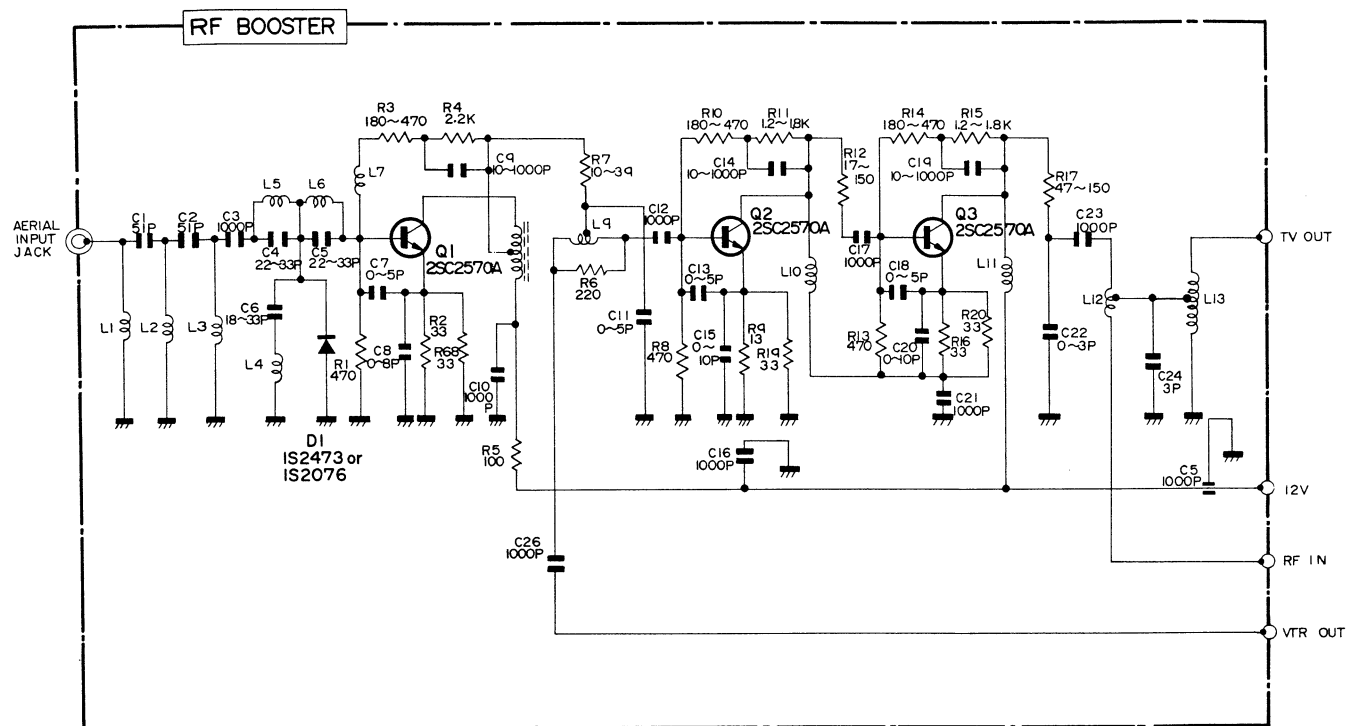 RF BOOSTER
AERIAL
INPUT
JACK
C1
51P
C2
51P
C3
1000P
L5
L6
C4
22~33P
C5
22~33P
L1
L2
L3
C6
18~33P
L4
D1
1S2473 or
1S2076
R3
180~470
R4
2.2K
L7
C9
10~1000P
Q1
2SC2570A
C7
0~5P
R1
470
C8
0~8P
R2
33
R68
33
C10
1000
P
R5
100
R7
10~39
L9
R6
220
C11
0~5P
C12
1000P
C26
1000P
R10
180~470
R11
1.2~1.8K
C14
10~1000P
Q2
2SC2570A
C13
0~5P
R8
470
C15
0~
10P
R9
13
R19
33
L10
C16
1000P
R12
17~
150
C17
1000P
R14
180~470
R15
1.2~1.8K
C19
10~1000P
Q3
2SC2570A
C18
0~5P
R13
470
C20
0~10P
R16
33
R20
33
C21
1000P
L11
R17
47~150
C23
1000P
C22
0~3P
L12
L13
C24
3P
C5
1000P
TV OUT
12V
RF IN
VTR OUT